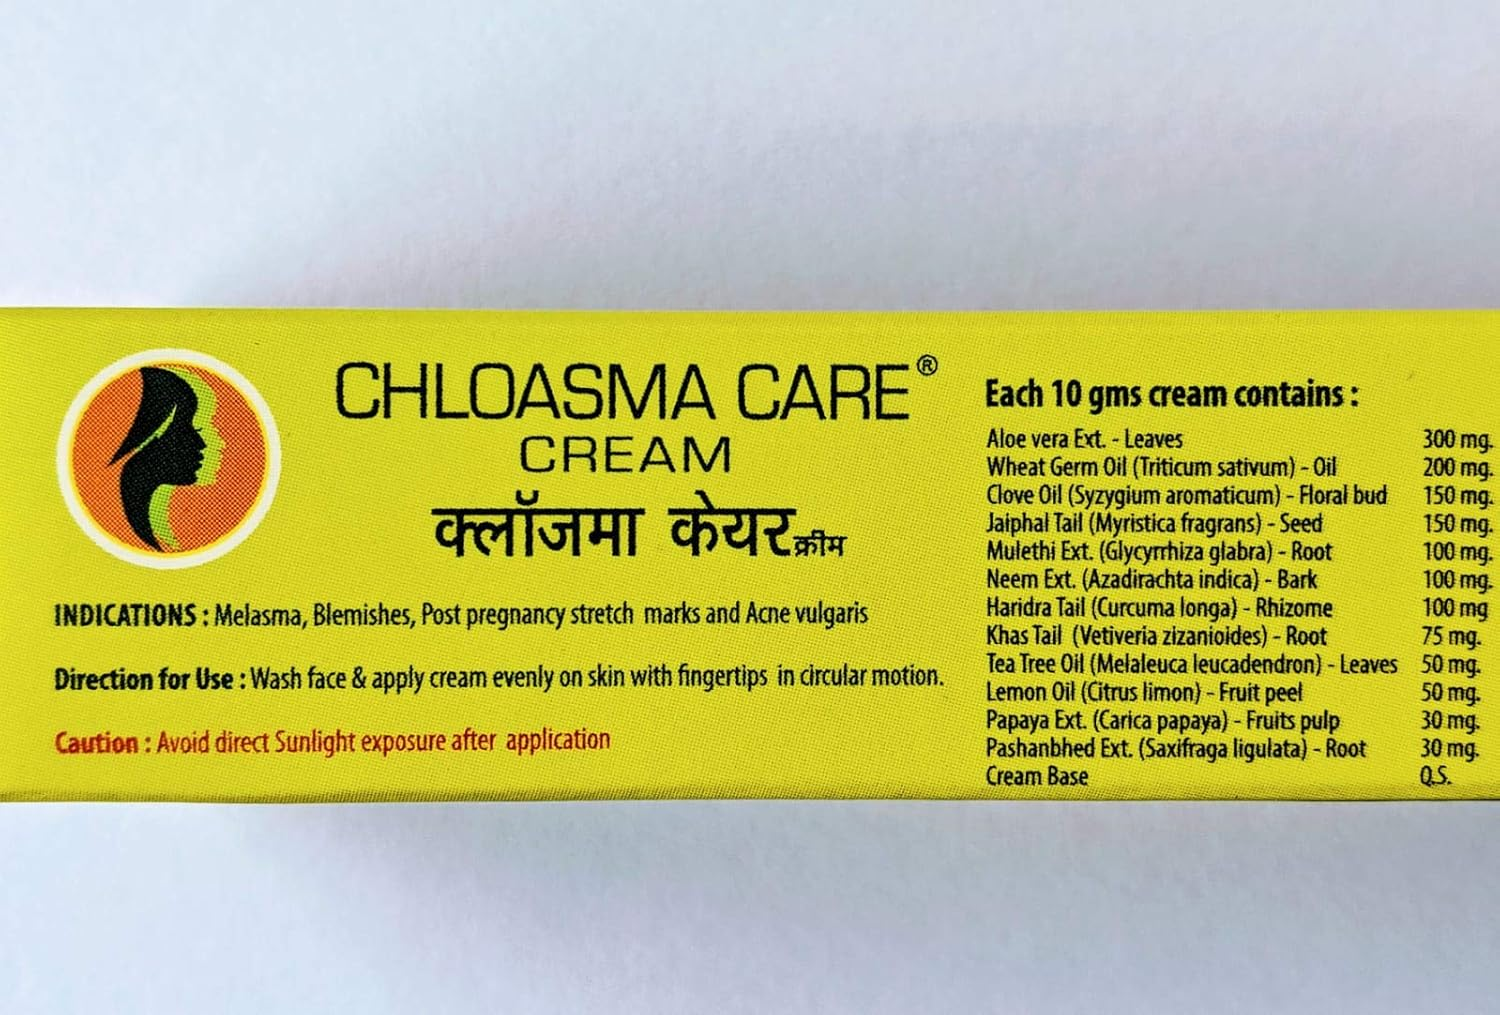 CHLOASMA CARE®
CREAM
क्लॉजमा केयर क्रीम
INDICATIONS : Melasma, Blemishes, Post pregnancy stretch marks and Acne vulgaris
Direction for Use : Wash face & apply cream evenly on skin with fingertips in circular motion.
Caution : Avoid direct Sunlight exposure after application
Each 10 gms cream contains :
Aloe vera Ext. - Leaves 300 mg.
Wheat Germ Oil (Triticum sativum) - Oil 200 mg.
Clove Oil (Syzygium aromaticum) - Floral bud 150 mg.
Jaiphal Tail (Myristica fragrans) - Seed 150 mg.
Mulethi Ext. (Glycyrrhiza glabra) - Root 100 mg.
Neem Ext. (Azadirachta indica) - Bark 100 mg.
Haridra Tail (Curcuma longa) - Rhizome 100 mg
Khas Tail (Vetiveria zizanioides) - Root 75 mg.
Tea Tree Oil (Melaleuca leucadendron) - Leaves 50 mg.
Lemon Oil (Citrus limon) - Fruit peel 50 mg.
Papaya Ext. (Carica papaya) - Fruits pulp 30 mg.
Pashanbhed Ext. (Saxifraga ligulata) - Root 30 mg.
Cream Base Q.S.